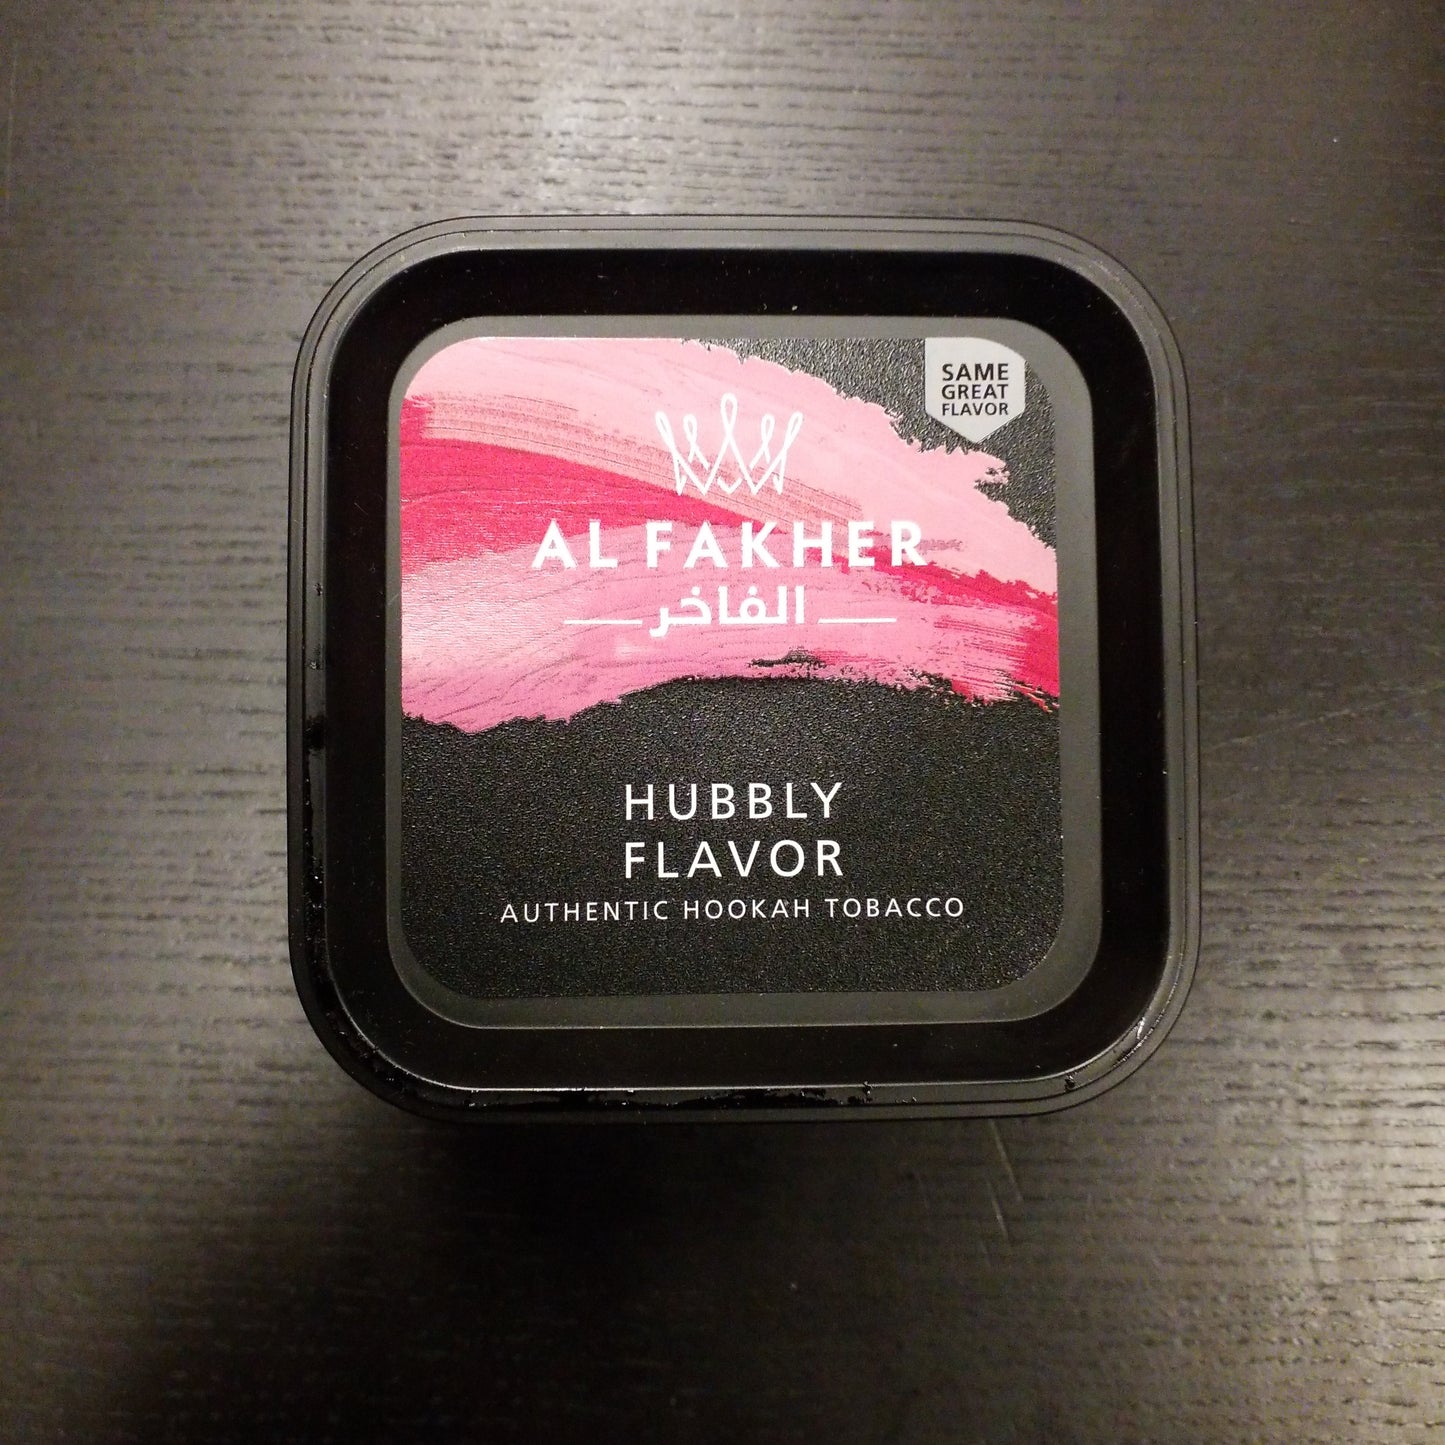 SAME
GREAT
FLAVOR
AL FAKHER
الفاخر
HUBBLY
FLAVOR
AUTHENTIC HOOKAH TOBACCO